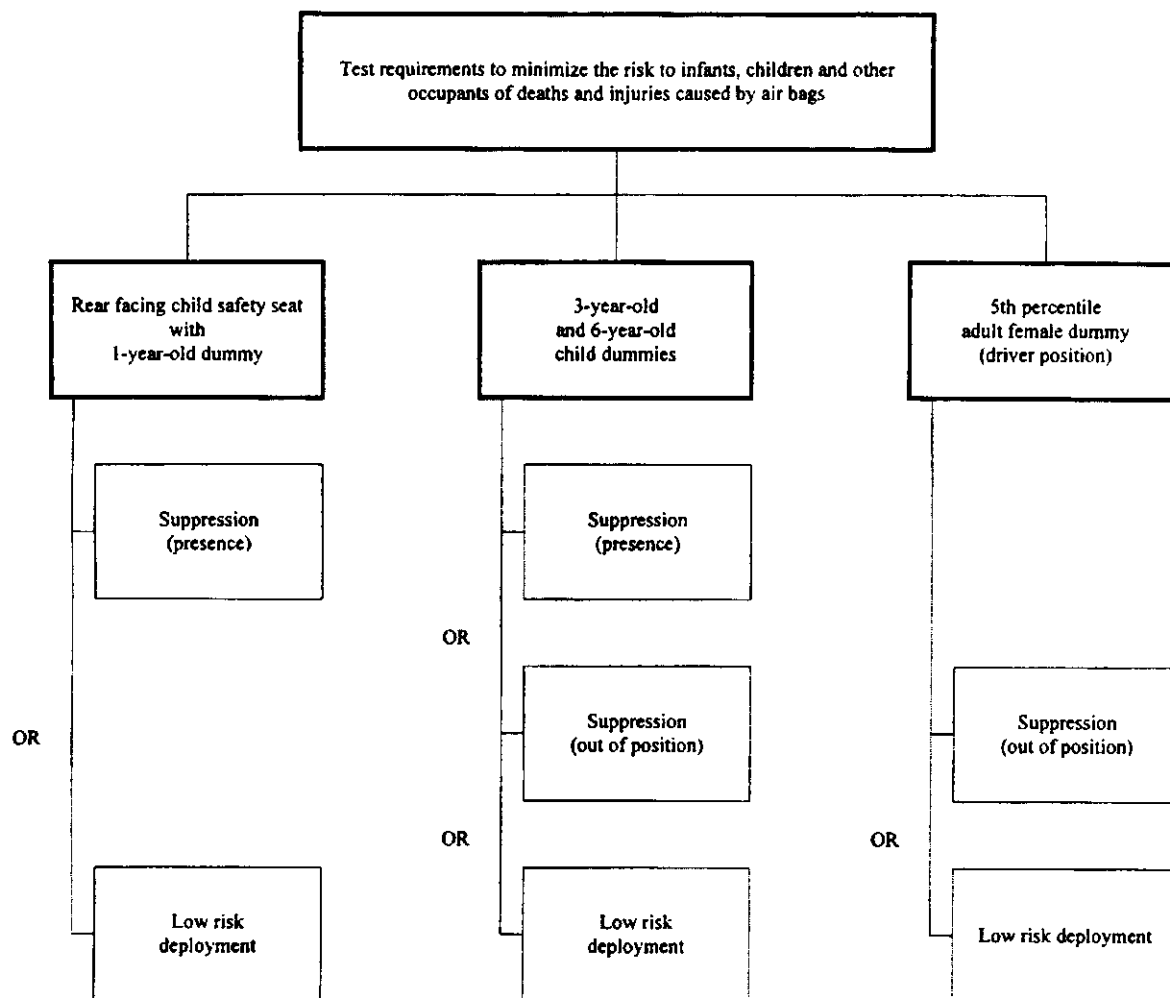 Test requirements to minimize the risk to infants, children and other
occupants of deaths and injuries caused by air bags
Rear facing child safety seat
with
1-year-old dummy
3-year-old
and 6-year-old
child dummies
5th percentile
adult female dummy
(driver position)
Suppression
(presence)
Suppression
(presence)
OR
Suppression
(out of position)
Suppression
(out of position)
OR
OR
OR
Low risk
deployment
Low risk
deployment
Low risk deployment